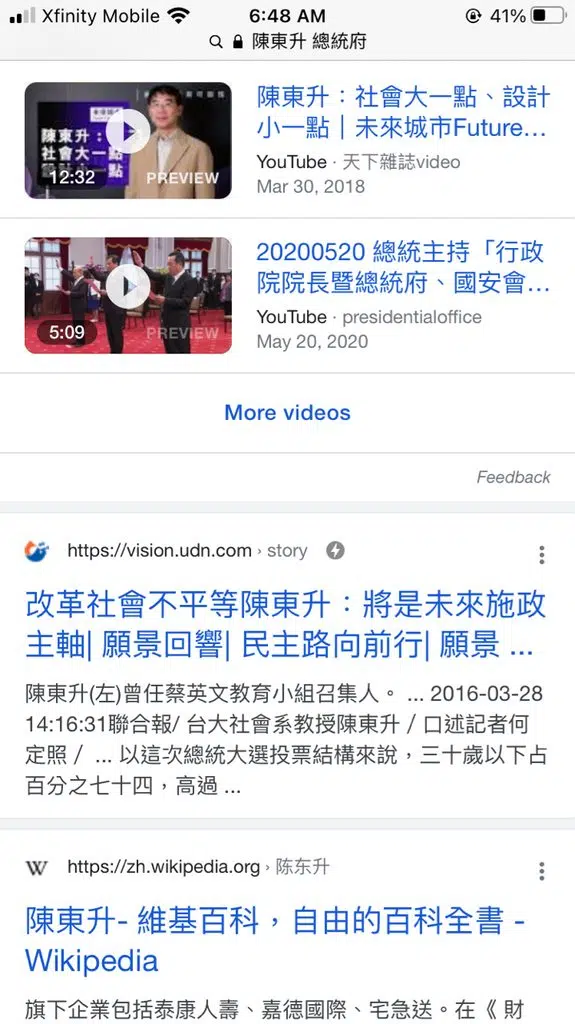 Xfinity Mobile 6:48 AM 41%
陳東升 總統府
陳東升：
社會大一點
12:32
PREVIEW
陳東升：社會大一點、設計
小一點｜未來城市Future...
YouTube · 天下雜誌video
Mar 30, 2018
5:09
PREVIEW
20200520 總統主持「行政
院院長暨總統府、國安會...
YouTube · presidentialoffice
May 20, 2020
More videos
Feedback
https://vision.udn.com › story
改革社會不平等陳東升：將是未來施政
主軸| 願景回響| 民主路向前行| 願景 ...
陳東升(左)曾任蔡英文教育小組召集人。 ... 2016-03-28
14:16:31聯合報/ 台大社會系教授陳東升／口述記者何
定照／ ... 以這次總統大選投票結構來說，三十歲以下占
百分之七十四，高過 ...
W https://zh.wikipedia.org › 陈东升
陳東升- 維基百科，自由的百科全書 -
Wikipedia
旗下企業包括泰康人壽、嘉德國際、宅急送。在《 財